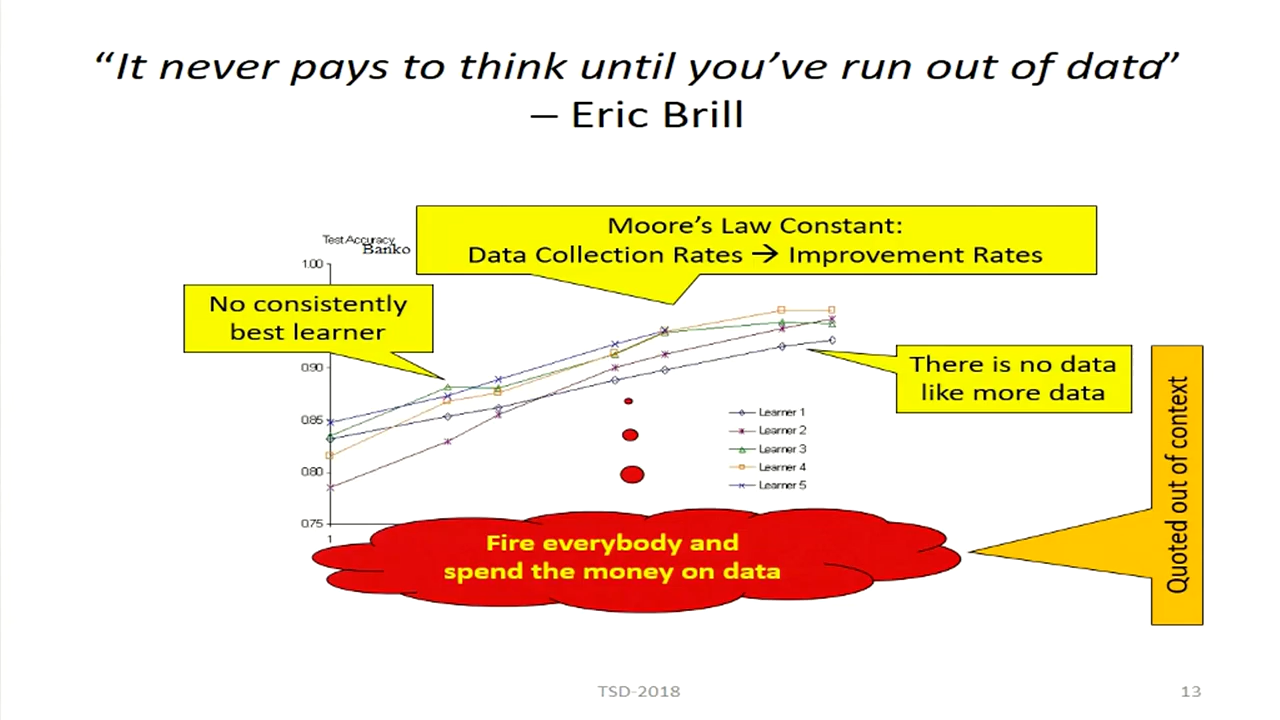 “It never pays to think until you’ve run out of data”
– Eric Brill
Moore’s Law Constant:
Data Collection Rates → Improvement Rates
Test Accuracy
Banko
1.00
No consistently
best learner
0.90
0.85
0.80
0.75
1
There is no data
like more data
Learner 1
Learner 2
Learner 3
Learner 4
Learner 5
Quoted out of context
Fire everybody and
spend the money on data
TSD-2018
13